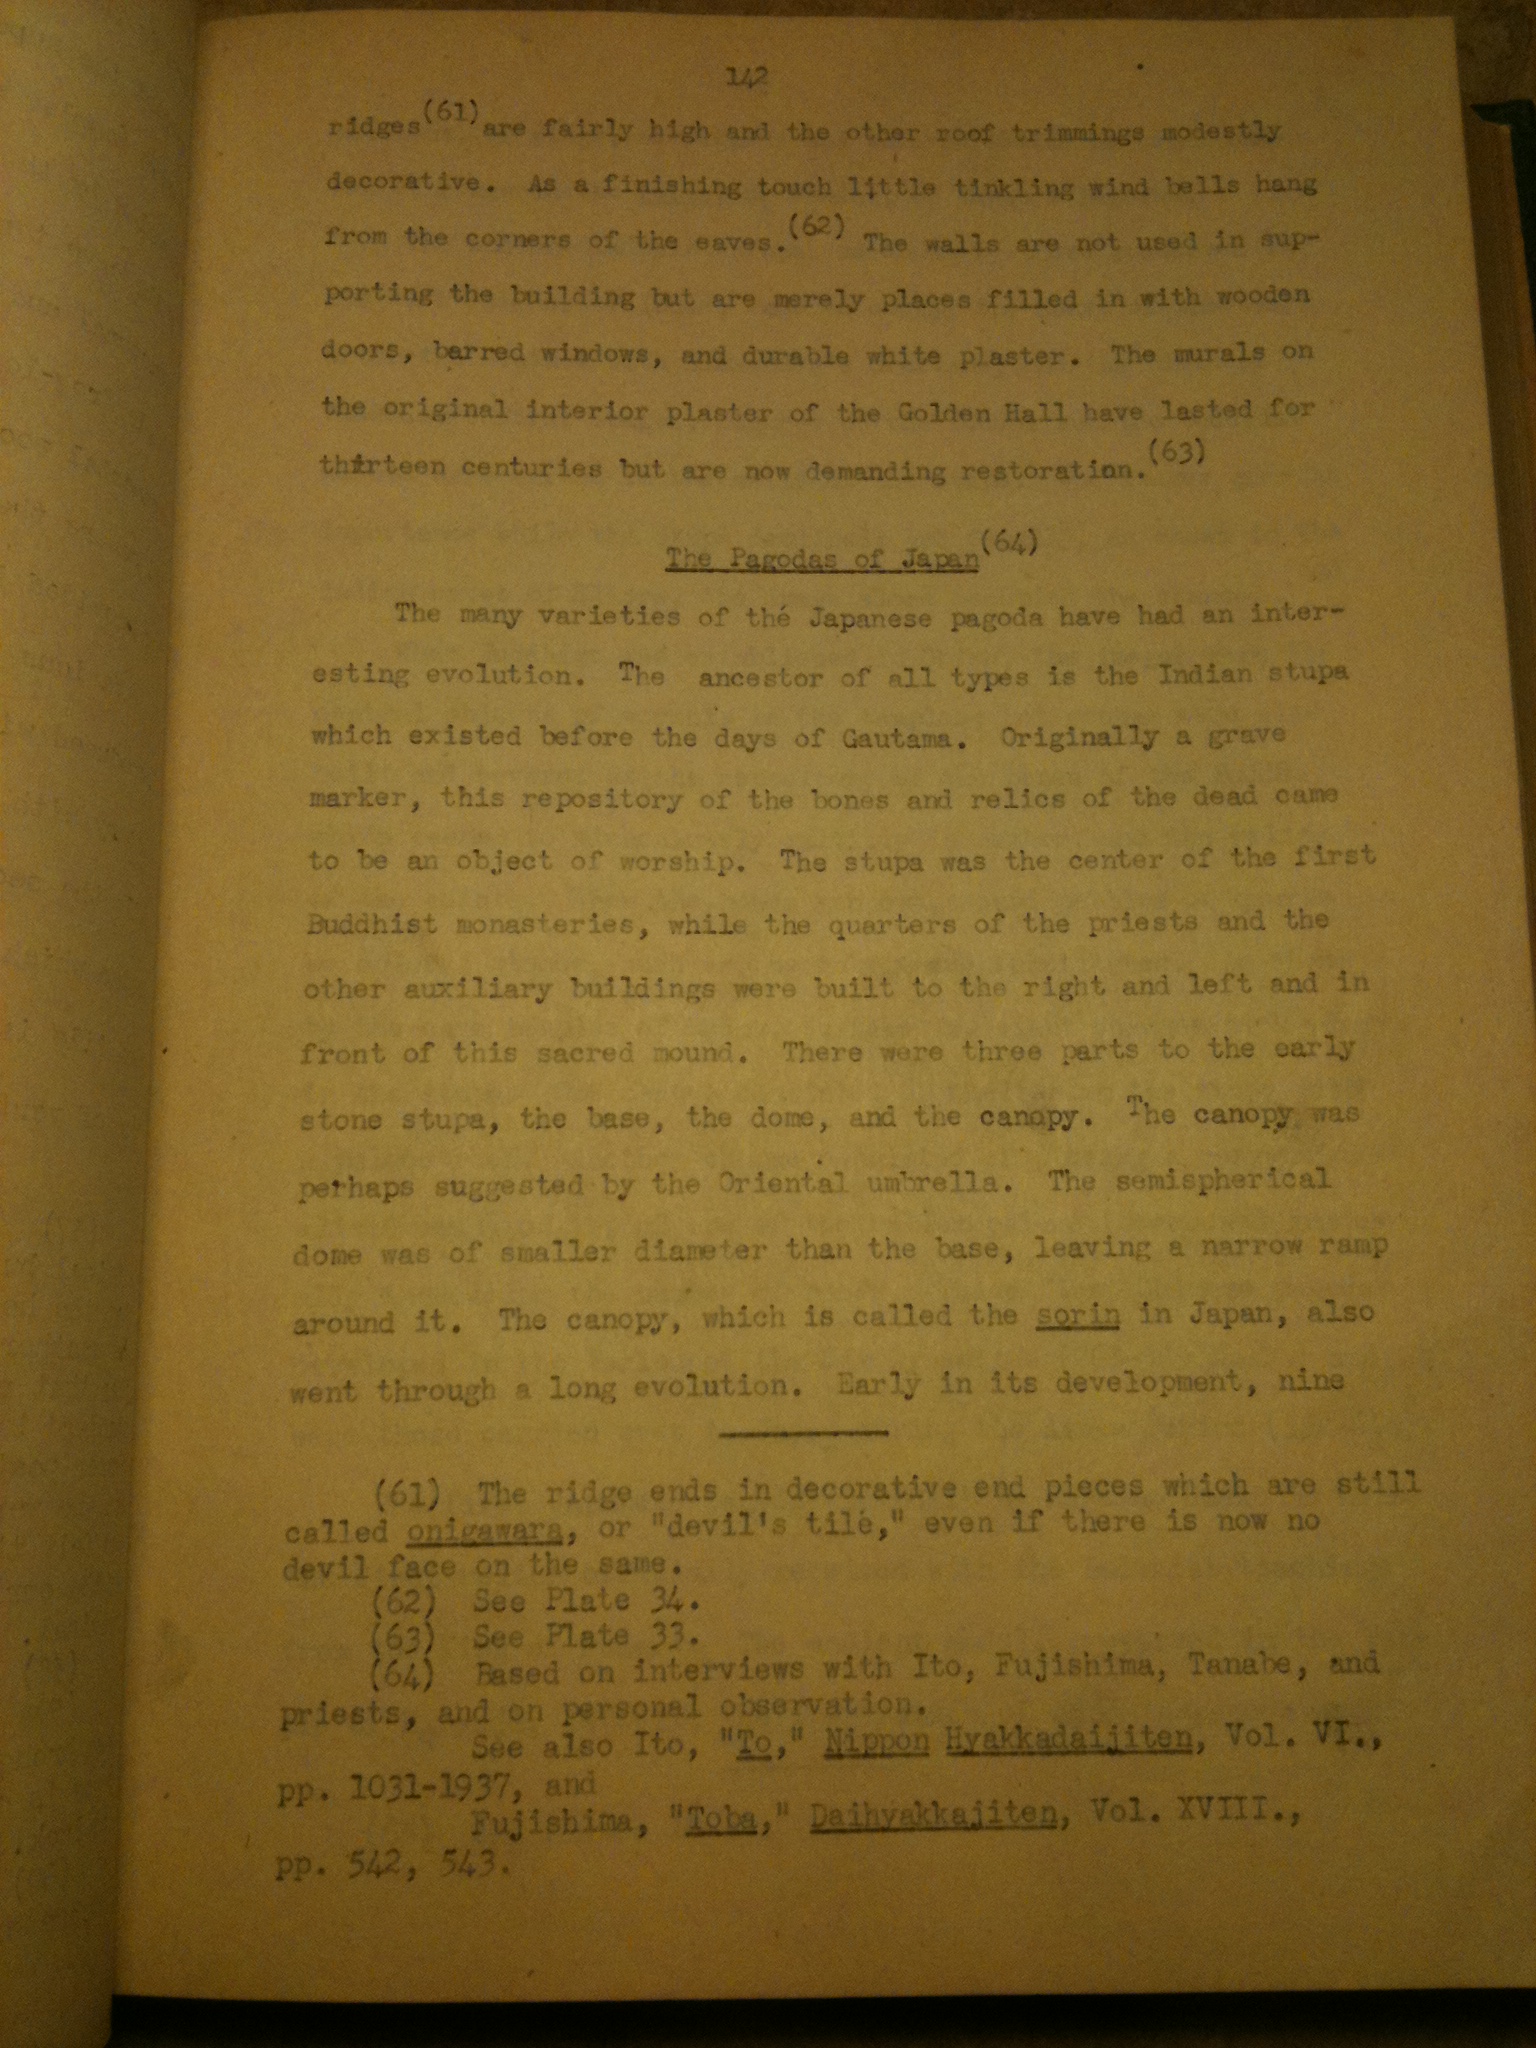 142
ridges(61)are fairly high and the other roof trimmings modestly
decorative. As a finishing touch little tinkling wind bells hang
from the corners of the eaves.(62) The walls are not used in sup-
porting the building but are merely places filled in with wooden
doors, barred windows, and durable white plaster. The murals on
the original interior plaster of the Golden Hall have lasted for
thirteen centuries but are now demanding restoration.(63)
The Pagodas of Japan(64)
The many varieties of the Japanese pagoda have had an inter-
esting evolution. The ancestor of all types is the Indian stupa
which existed before the days of Gautama. Originally a grave
marker, this repository of the bones and relics of the dead came
to be an object of worship. The stupa was the center of the first
Buddhist monasteries, while the quarters of the priests and the
other auxiliary buildings were built to the right and left and in
front of this sacred mound. There were three parts to the early
stone stupa, the base, the dome, and the canopy. The canopy was
perhaps suggested by the Oriental umbrella. The semispherical
dome was of smaller diameter than the base, leaving a narrow ramp
around it. The canopy, which is called the sorin in Japan, also
went through a long evolution. Early in its development, nine
(61) The ridge ends in decorative end pieces which are still
called onigawara, or "devil's tile," even if there is now no
devil face on the same.
(62) See Plate 34.
(63) See Plate 33.
(64) Based on interviews with Ito, Fujishima, Tanabe, and
priests, and on personal observation.
See also Ito, "To," Nippon Hyakkadaijiten, Vol. VI.,
pp. 1031-1937, and
Fujishima, "Toba," Daihyakkajiten, Vol. XVIII.,
pp. 542, 543.